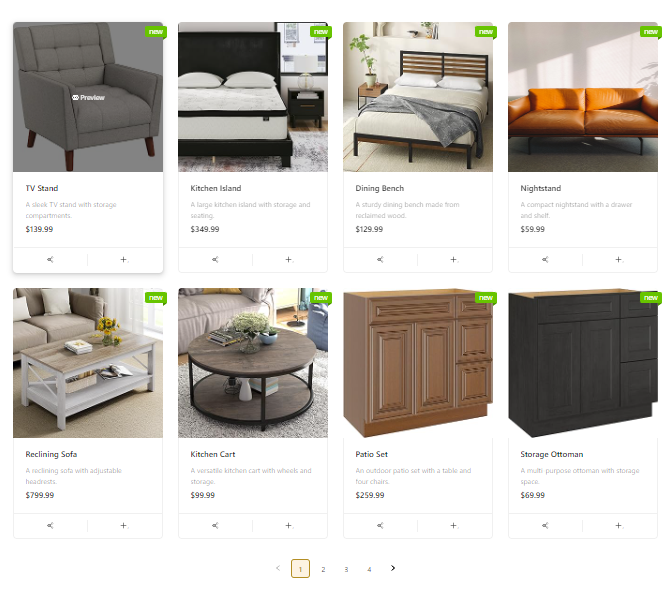 new
new
new
new
Preview
TV Stand
A sleek TV stand with storage
compartments.
$139.99
Kitchen Island
A large kitchen island with storage and
seating.
$349.99
Dining Bench
A sturdy dining bench made from
reclaimed wood.
$129.99
Nightstand
A compact nightstand with a drawer
and shelf.
$59.99
new
new
new
new
Reclining Sofa
A reclining sofa with adjustable
headrests.
$799.99
Kitchen Cart
A versatile kitchen cart with wheels and
storage.
$99.99
Patio Set
An outdoor patio set with a table and
four chairs.
$259.99
Storage Ottoman
A multi-purpose ottoman with storage
space.
$69.99
< 1 2 3 4 >